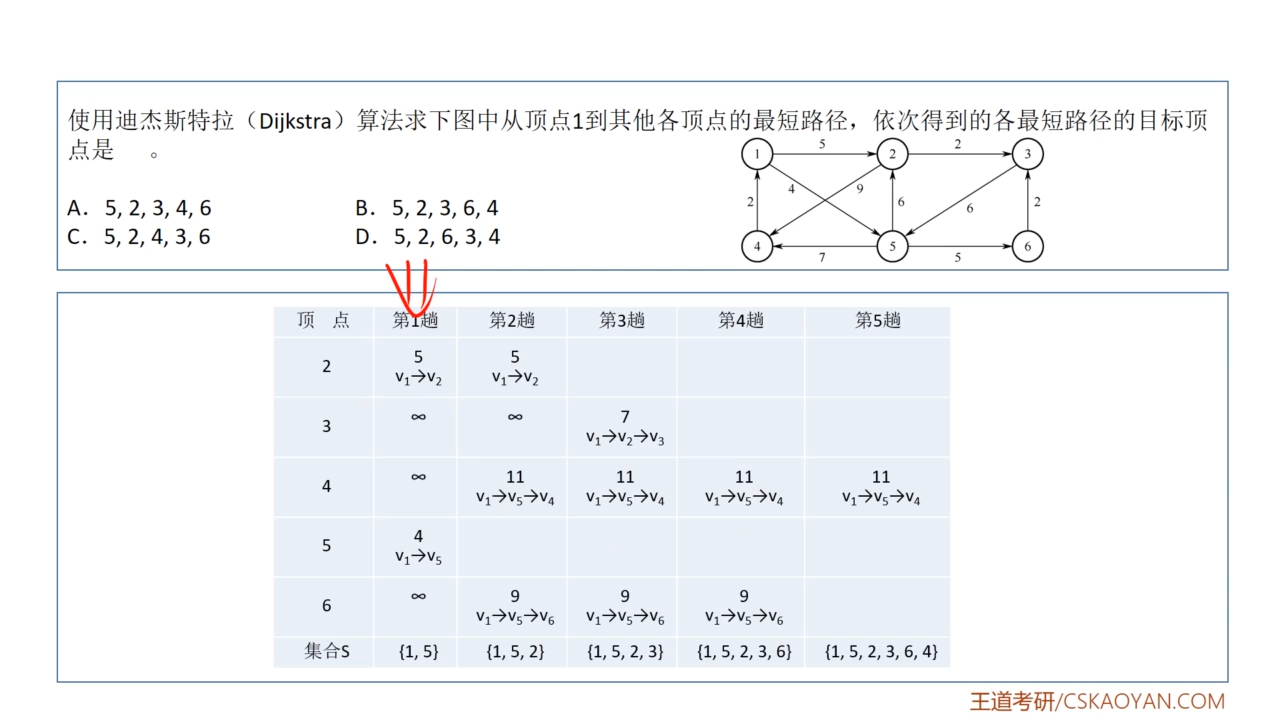 使用迪杰斯特拉（Dijkstra）算法求下图中从顶点1到其他各顶点的最短路径，依次得到的各最短路径的目标顶
点是 。
A. 5, 2, 3, 4, 6
B. 5, 2, 3, 6, 4
C. 5, 2, 4, 3, 6
D. 5, 2, 6, 3, 4
1 5 2 2 3
4 9
2 6 6 2
4 7 5 5 6
顶 点 第1趟 第2趟 第3趟 第4趟 第5趟
2 5 5
v₁→v₂ v₁→v₂
3 ∞ ∞ 7
v₁→v₂→v₃
4 ∞ 11 11 11 11
v₁→v₅→v₄ v₁→v₅→v₄ v₁→v₅→v₄ v₁→v₅→v₄
5 4
v₁→v₅
6 ∞ 9 9 9
v₁→v₅→v₆ v₁→v₅→v₆ v₁→v₅→v₆
集合S {1, 5} {1, 5, 2} {1, 5, 2, 3} {1, 5, 2, 3, 6} {1, 5, 2, 3, 6, 4}
王道考研/CSKAOYAN.COM